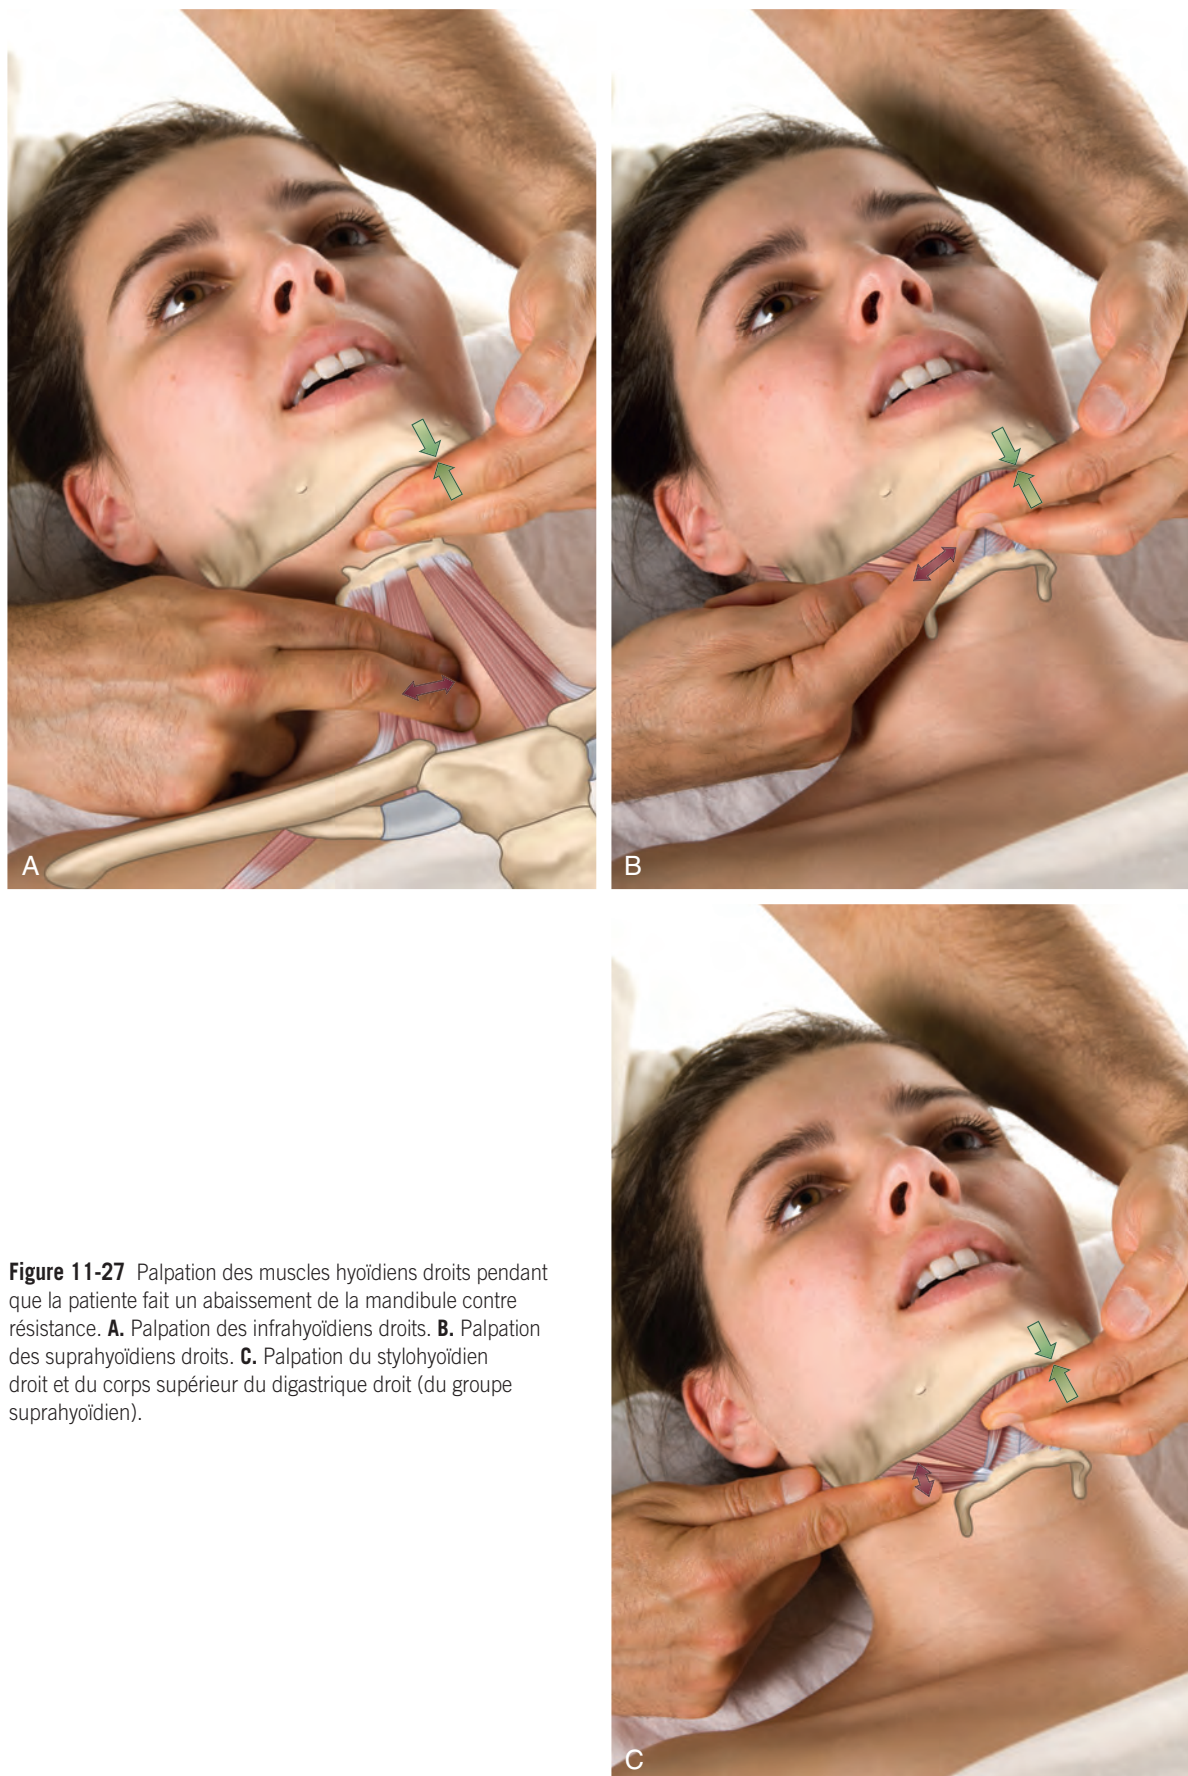 A
B
Figure 11-27 Palpation des muscles hyoïdiens droits pendant
que la patiente fait un abaissement de la mandibule contre
résistance. A. Palpation des infrahyoïdiens droits. B. Palpation
des suprahyoïdiens droits. C. Palpation du stylohyoïdien
droit et du corps supérieur du digastrique droit (du groupe
suprahyoïdien).
C